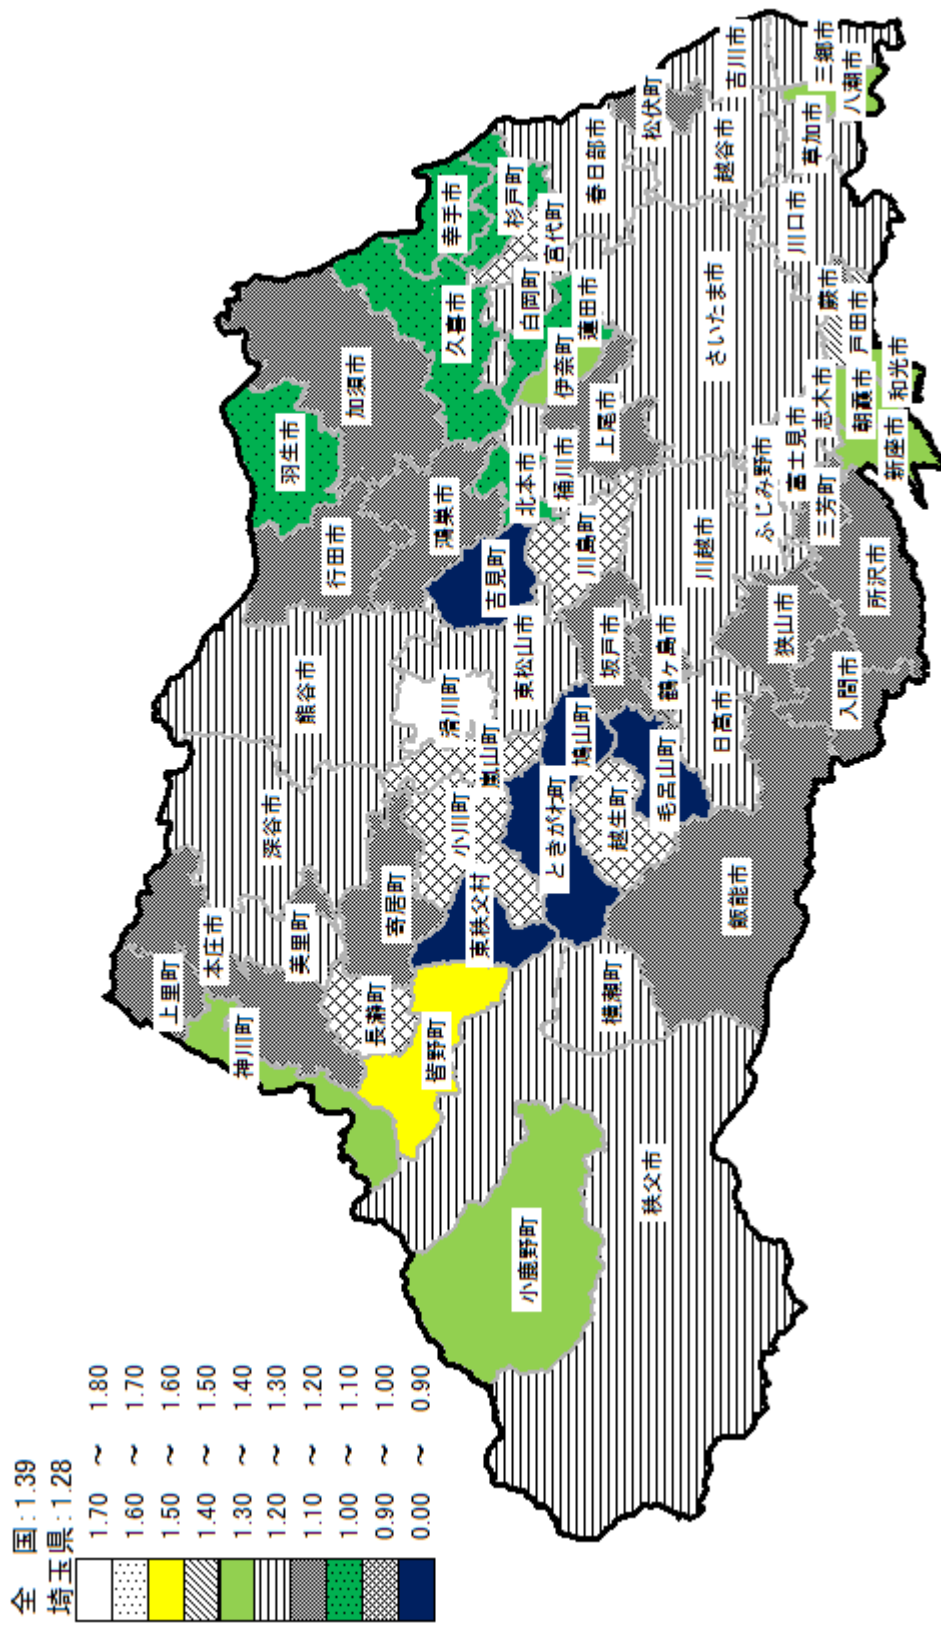 全　国:1.39
埼玉県:1.28
1.70 ～ 1.80
1.60 ～ 1.70
1.50 ～ 1.60
1.40 ～ 1.50
1.30 ～ 1.40
1.20 ～ 1.30
1.10 ～ 1.20
1.00 ～ 1.10
0.90 ～ 1.00
0.00 ～ 0.90
上里町
本庄市
神川町
美里町
深谷市
熊谷市
寄居町
長瀞町
皆野町
小鹿野町
秩父市
横瀬町
東秩父村
小川町
嵐山町
滑川町
東松山市
吉見町
ときがわ町
鳩山町
越生町
毛呂山町
坂戸市
鶴ヶ島市
日高市
飯能市
入間市
狭山市
所沢市
川越市
川島町
行田市
羽生市
加須市
鴻巣市
北本市
桶川市
上尾市
伊奈町
久喜市
幸手市
杉戸町
宮代町
白岡町
蓮田市
春日部市
松伏町
越谷市
吉川市
さいたま市
川口市
草加市
三郷市
八潮市
蕨市
戸田市
ふじみ野市
富士見市
三芳町
志木市
朝霞市
新座市
和光市